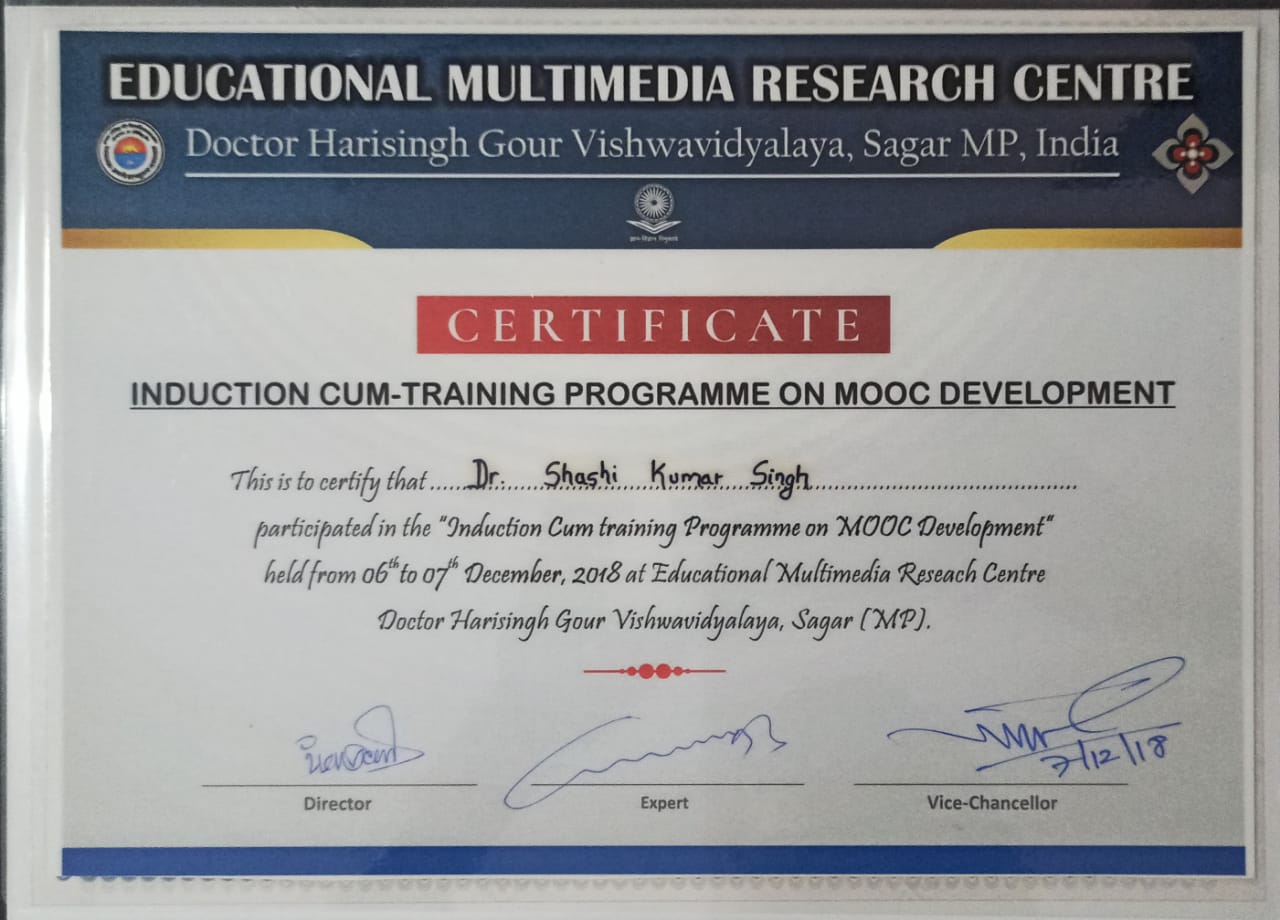 EDUCATIONAL MULTIMEDIA RESEARCH CENTRE
Doctor Harisingh Gour Vishwavidyalaya, Sagar MP, India
CERTIFICATE
INDUCTION CUM-TRAINING PROGRAMME ON MOOC DEVELOPMENT
This is to certify that ...... Dr. Shashi Kumar Singh ......
participated in the "Induction Cum training Programme on MOOC Development"
held from 06th to 07th December, 2018 at Educational Multimedia Reseach Centre
Doctor Harisingh Gour Vishwavidyalaya, Sagar (MP).
7/12/18
Director Expert Vice-Chancellor